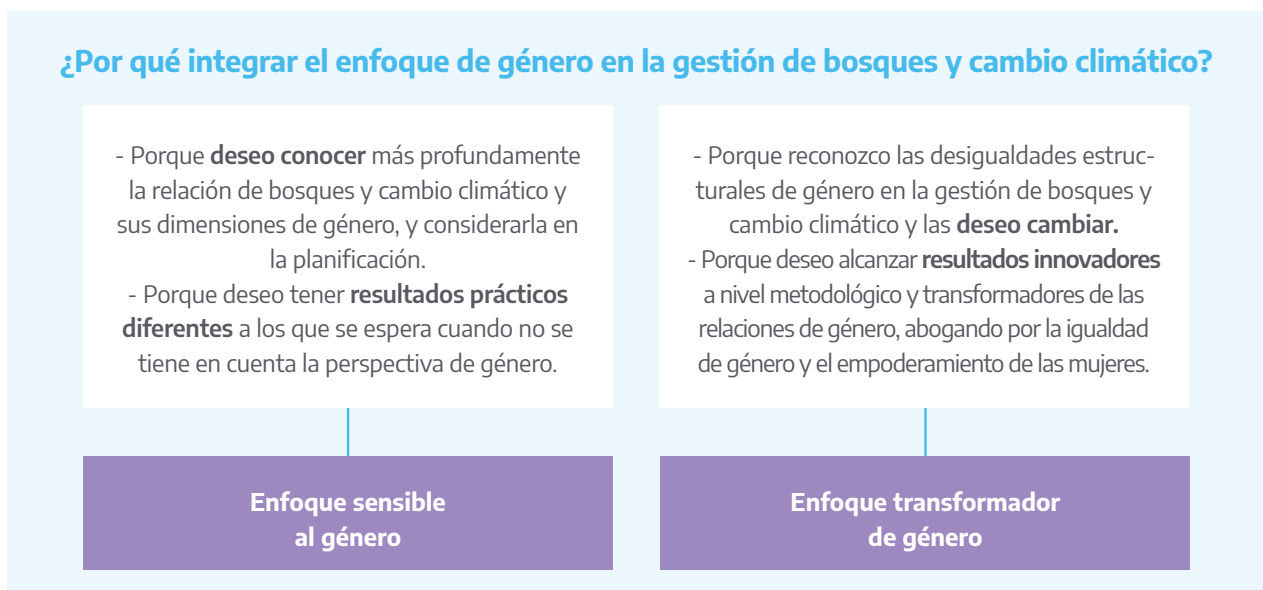 ¿Por qué integrar el enfoque de género en la gestión de bosques y cambio climático?
- Porque deseo conocer más profundamente
la relación de bosques y cambio climático y
sus dimensiones de género, y considerarla en
la planificación.
- Porque deseo tener resultados prácticos
diferentes a los que se espera cuando no se
tiene en cuenta la perspectiva de género.
Enfoque sensible
al género
- Porque reconozco las desigualdades estruc-
turales de género en la gestión de bosques y
cambio climático y las deseo cambiar.
- Porque deseo alcanzar resultados innovadores
a nivel metodológico y transformadores de las
relaciones de género, abogando por la igualdad
de género y el empoderamiento de las mujeres.
Enfoque transformador
de género